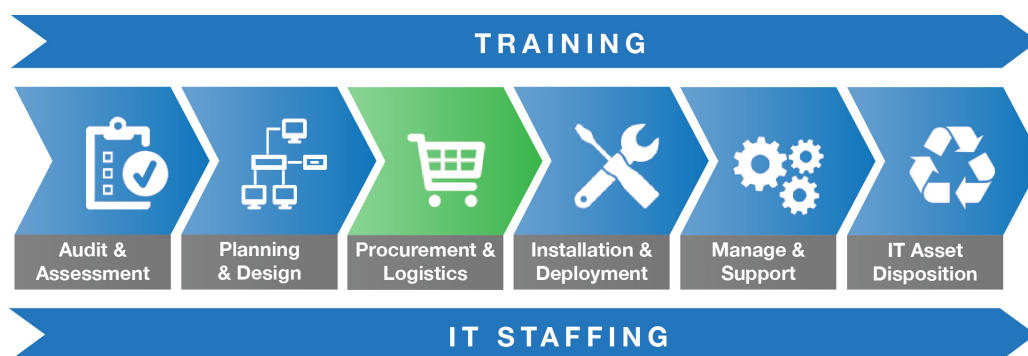 TRAINING
Audit &
Assessment
Planning
& Design
Procurement &
Logistics
Installation &
Deployment
Manage &
Support
IT Asset
Disposition
IT STAFFING